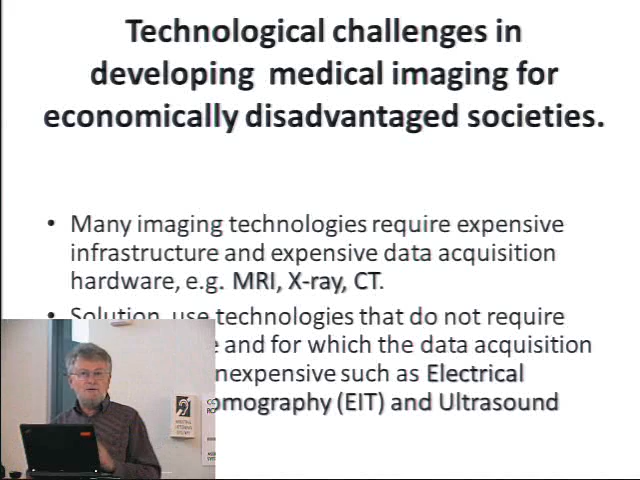 Technological challenges in
developing medical imaging for
economically disadvantaged societies.
• Many imaging technologies require expensive
infrastructure and expensive data acquisition
hardware, e.g. MRI, X-ray, CT.
• Solution, use technologies that do not require
e and for which the data acquisition
nexpensive such as Electrical
omography (EIT) and Ultrasound